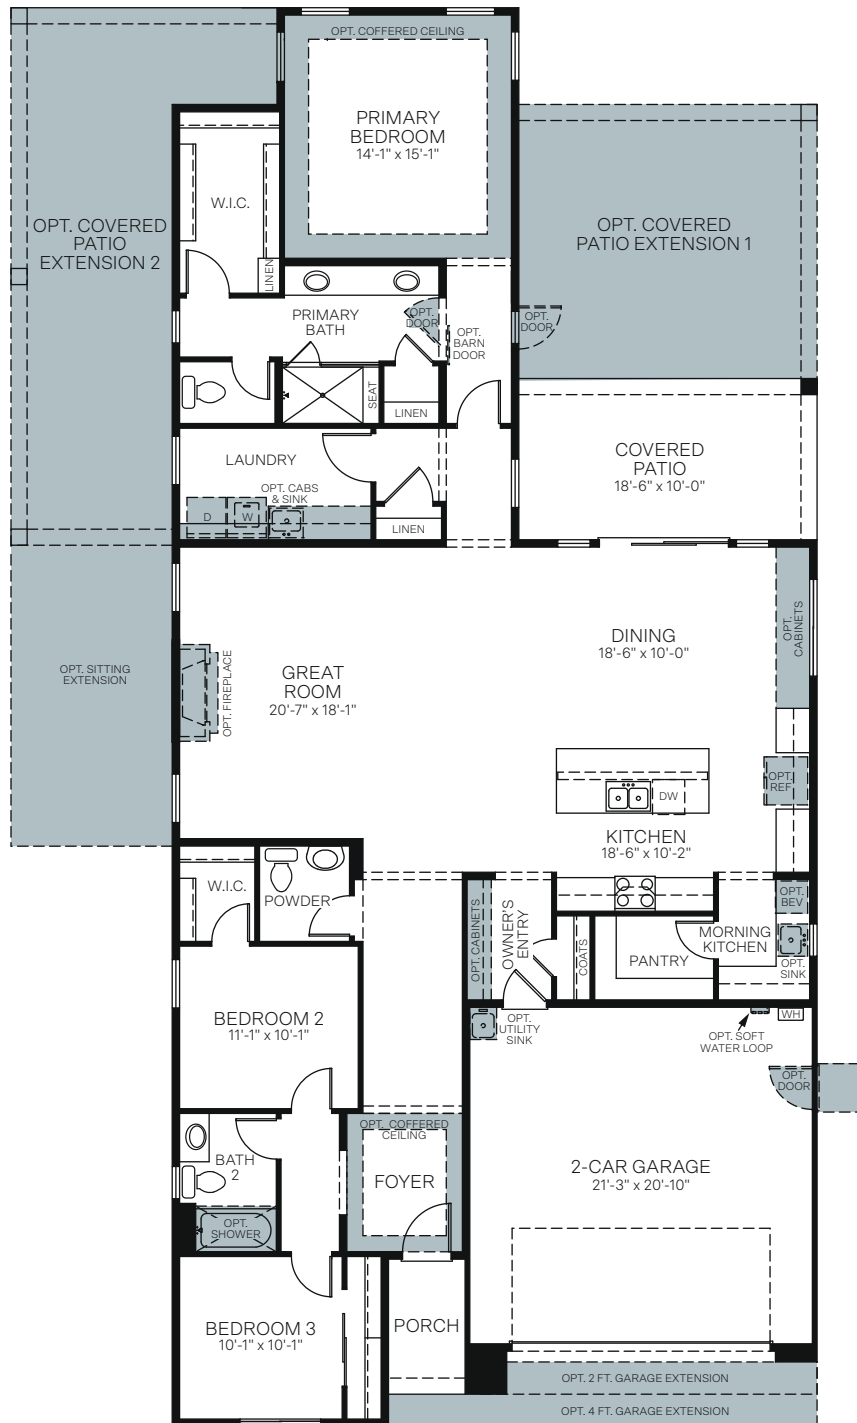 OPT. COFFERED CEILING
PRIMARY
BEDROOM
14'-1" x 15'-1"
W.I.C.
LINEN
OPT. COVERED
PATIO
EXTENSION 2
OPT. COVERED
PATIO EXTENSION 1
PRIMARY
BATH
OPT.
DOOR
OPT.
BARN
DOOR
OPT.
DOOR
SEAT
LINEN
LAUNDRY
OPT. CABS
& SINK
D
W
LINEN
COVERED
PATIO
18'-6" x 10'-0"
OPT. SITTING
EXTENSION
OPT. FIREPLACE
GREAT
ROOM
20'-7" x 18'-1"
DINING
18'-6" x 10'-0"
OPT.
CABINETS
OPT.
REF
DW
KITCHEN
18'-6" x 10'-2"
W.I.C.
POWDER
OPT. CABINETS
OWNER'S
ENTRY
COATS
PANTRY
MORNING
KITCHEN
OPT.
BEV
OPT.
SINK
BEDROOM 2
11'-1" x 10'-1"
OPT.
UTILITY
SINK
OPT. SOFT
WATER LOOP
WH
OPT.
DOOR
OPT. COFFERED
CEILING
FOYER
BATH
2
OPT.
SHOWER
2-CAR GARAGE
21'-3" x 20'-10"
BEDROOM 3
10'-1" x 10'-1"
PORCH
OPT. 2 FT. GARAGE EXTENSION
OPT. 4 FT. GARAGE EXTENSION